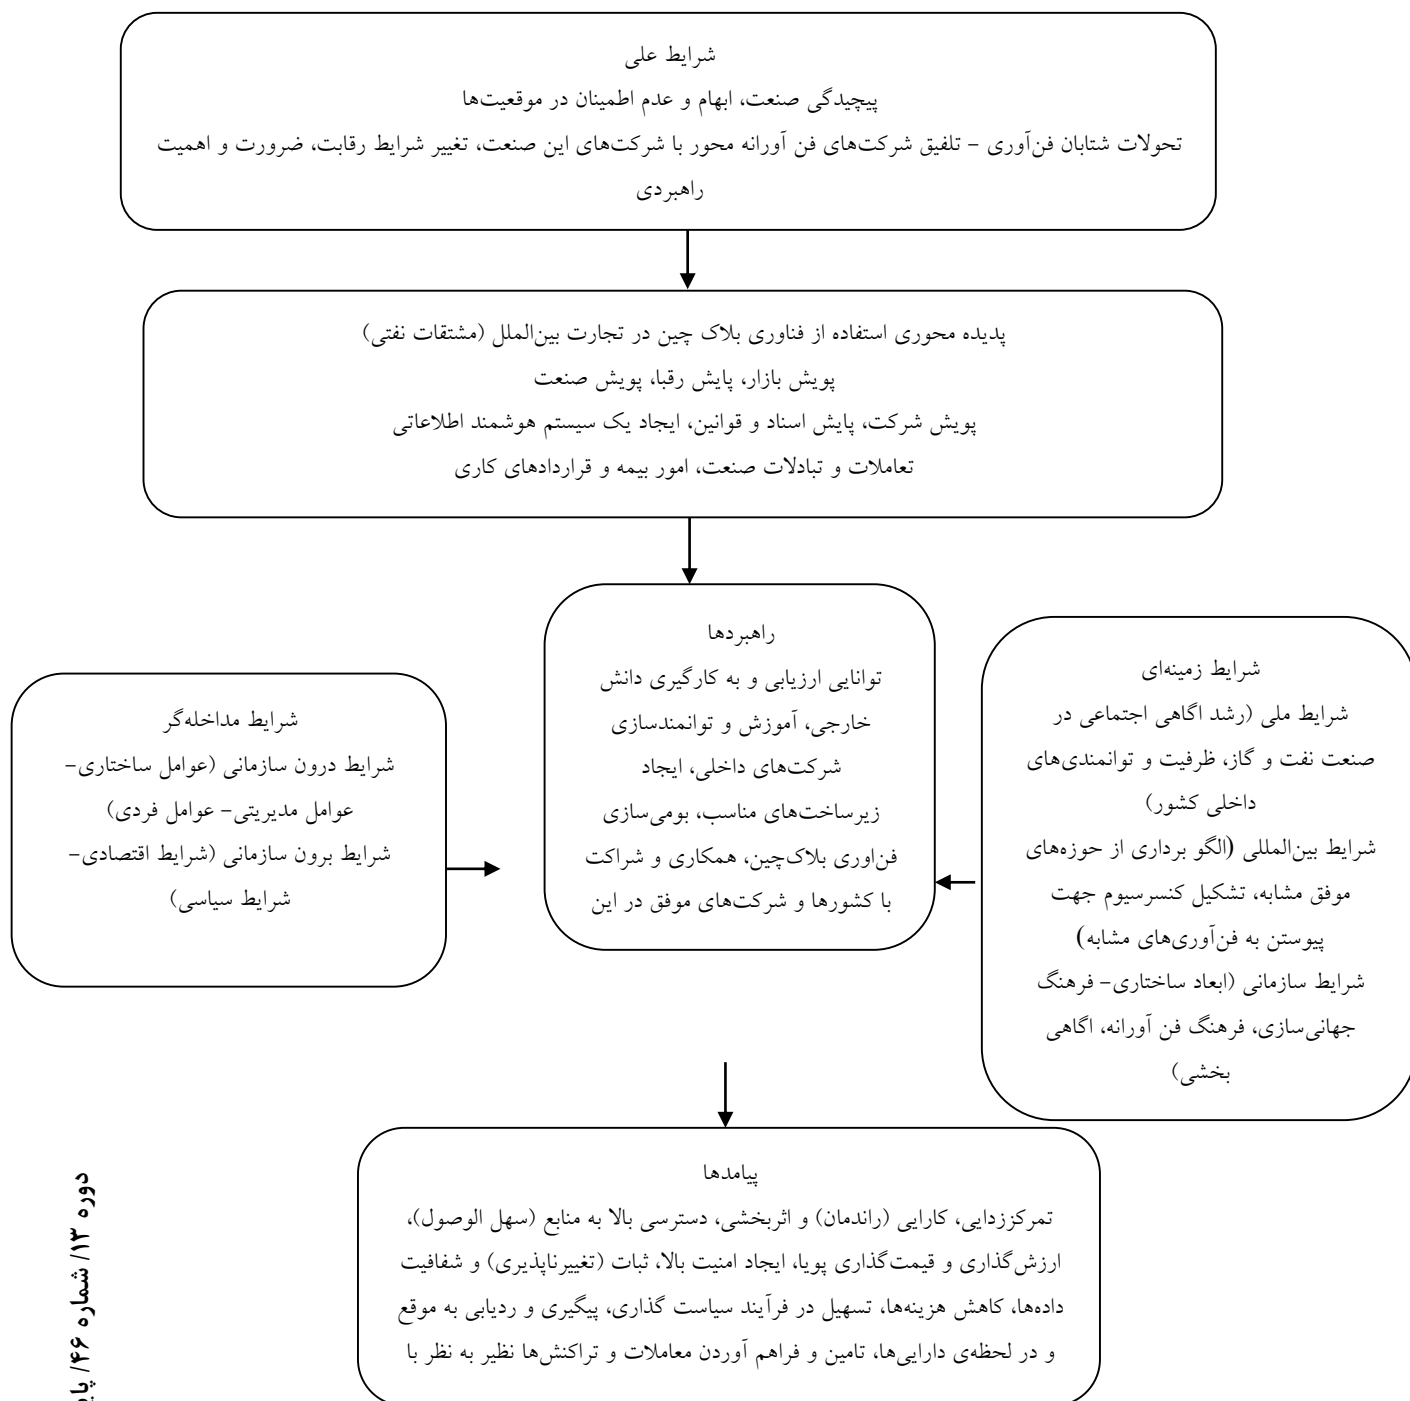 شرایط علی
پیچیدگی صنعت، ابهام و عدم اطمینان در موقعیت‌ها
تحولات شتابان فن‌آوری – تلفیق شرکت‌های فن آورانه محور با شرکت‌های این صنعت، تغییر شرایط رقابت، ضرورت و اهمیت
راهبردی
پدیده محوری استفاده از فناوری بلاک چین در تجارت بین‌الملل (مشتقات نفتی)
پویش بازار، پایش رقبا، پویش صنعت
پویش شرکت، پایش اسناد و قوانین، ایجاد یک سیستم هوشمند اطلاعاتی
تعاملات و تبادلات صنعت، امور بیمه و قراردادهای کاری
راهبردها
توانایی ارزیابی و به کارگیری دانش
خارجی، آموزش و توانمندسازی
شرکت‌های داخلی، ایجاد
زیرساخت‌های مناسب، بومی‌سازی
فن‌اوری بلاک‌چین، همکاری و شراکت
با کشورها و شرکت‌های موفق در این
شرایط زمینه‌ای
شرایط ملی (رشد اگاهی اجتماعی در
صنعت نفت و گاز، ظرفیت و توانمندی‌های
داخلی کشور)
شرایط بین‌المللی (الگو برداری از حوزه‌های
موفق مشابه، تشکیل کنسرسیوم جهت
پیوستن به فن‌آوری‌های مشابه)
شرایط سازمانی (ابعاد ساختاری- فرهنگ
جهانی‌سازی، فرهنگ فن آورانه، اگاهی
بخشی)
شرایط مداخله‌گر
شرایط درون سازمانی (عوامل ساختاری-
عوامل مدیریتی- عوامل فردی)
شرایط برون سازمانی (شرایط اقتصادی-
شرایط سیاسی)
پیامدها
تمرکززدایی، کارایی (راندمان) و اثربخشی، دسترسی بالا به منابع (سهل الوصول)،
ارزش‌گذاری و قیمت‌گذاری پویا، ایجاد امنیت بالا، ثبات (تغییرناپذیری) و شفافیت
داده‌ها، کاهش هزینه‌ها، تسهیل در فرآیند سیاست گذاری، پیگیری و ردیابی به موقع
و در لحظه‌ی دارایی‌ها، تامین و فراهم آوردن معاملات و تراکنش‌ها نظیر به نظر با
دوره ۱۳/ شماره ۴۶/